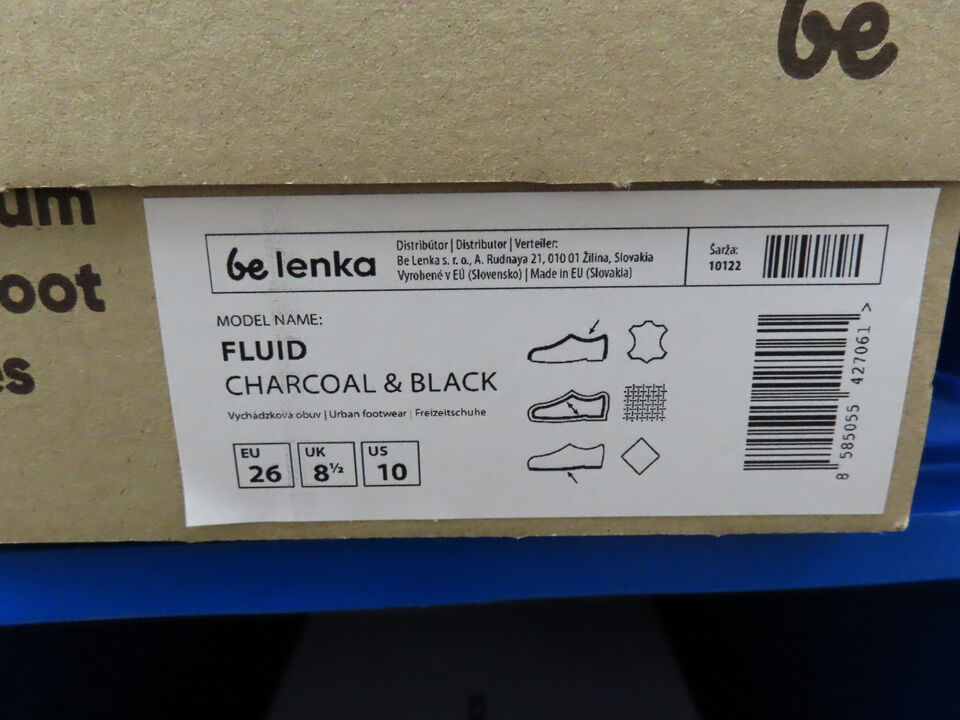 be
um
oot
es
be lenka
Distribútor | Distributor | Verteiler:
Be Lenka s. r. o., A. Rudnaya 21, 010 01 Žilina, Slovakia
Vyrobené v EÚ (Slovensko) | Made in EU (Slovakia)
Šarža:
10122
MODEL NAME:
FLUID
CHARCOAL & BLACK
Vychádzková obuv | Urban footwear | Freizeitschuhe
EU
26
UK
8½
US
10
8 585055 427061 >